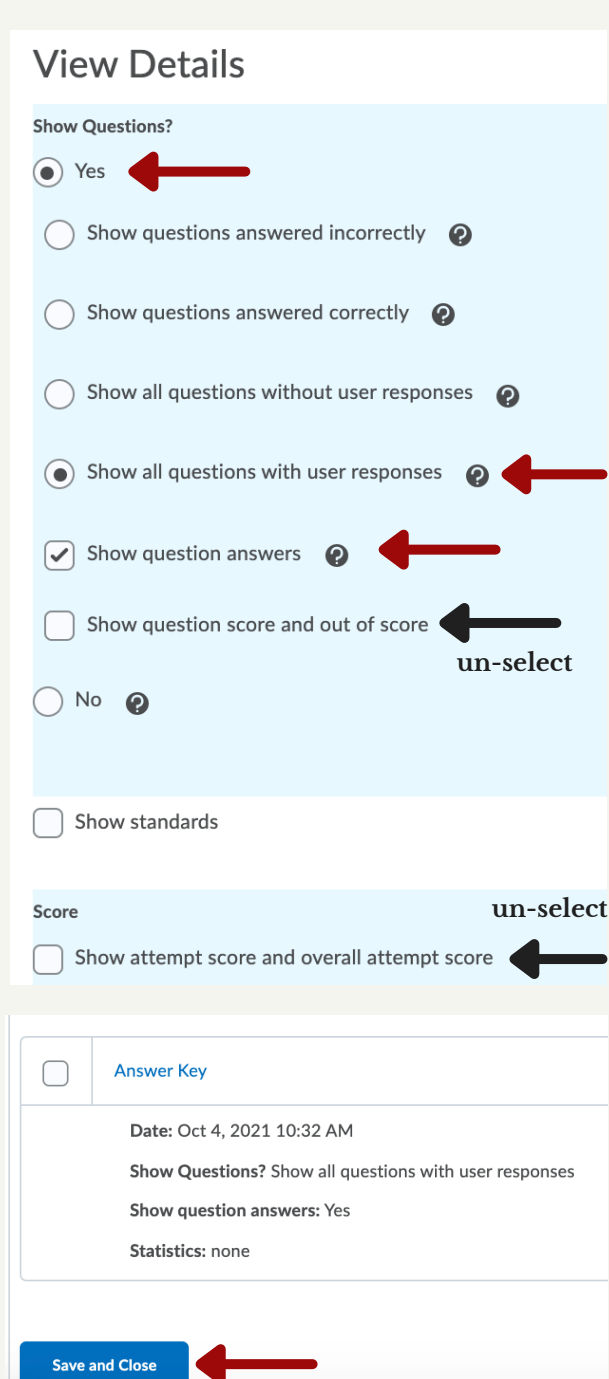 View Details
Show Questions?
Yes
Show questions answered incorrectly ?
Show questions answered correctly ?
Show all questions without user responses ?
Show all questions with user responses ?
Show question answers ?
Show question score and out of score
un-select
No ?
Show standards
un-select
Score
Show attempt score and overall attempt score
Answer Key
Date: Oct 4, 2021 10:32 AM
Show Questions? Show all questions with user responses
Show question answers: Yes
Statistics: none
Save and Close